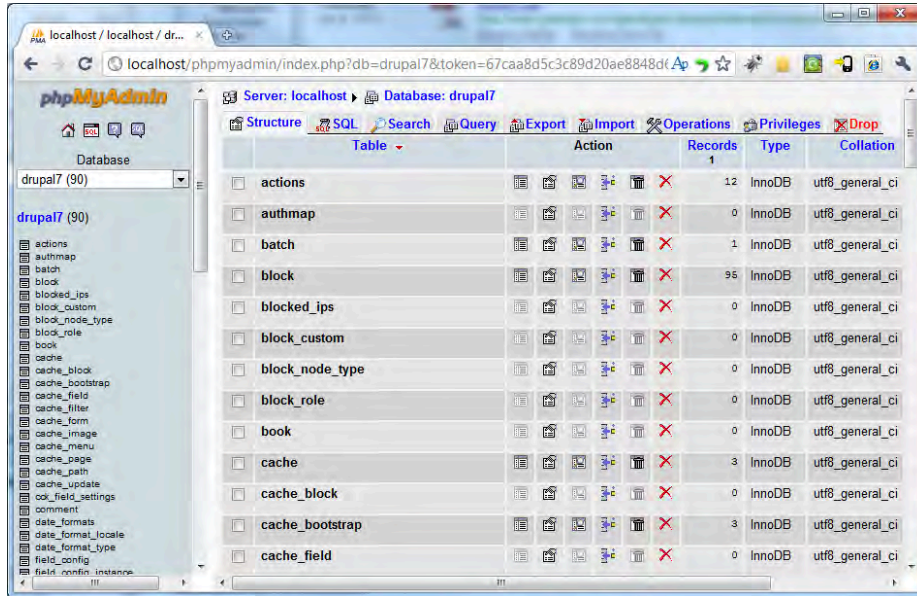 localhost / localhost / dr...
localhost/phpmyadmin/index.php?db=drupal7&token=67caa8d5c3c89d20ae8848d6
phpMyAdmin
Database
drupal7 (90)
drupal7 (90)
actions
authmap
batch
block
blocked_ips
block_custom
block_node_type
block_role
book
cache
cache_block
cache_bootstrap
cache_field
cache_filter
cache_form
cache_image
cache_menu
cache_page
cache_path
cache_update
cck_field_settings
comment
date_formats
date_format_locale
date_format_type
field_config
field_config_instance
Server: localhost Database: drupal7
Structure SQL Search Query Export Import Operations Privileges Drop
Table Action Records 1 Type Collation
actions 12 InnoDB utf8_general_ci
authmap 0 InnoDB utf8_general_ci
batch 1 InnoDB utf8_general_ci
block 95 InnoDB utf8_general_ci
blocked_ips 0 InnoDB utf8_general_ci
block_custom 0 InnoDB utf8_general_ci
block_node_type 0 InnoDB utf8_general_ci
block_role 0 InnoDB utf8_general_ci
book 0 InnoDB utf8_general_ci
cache 3 InnoDB utf8_general_ci
cache_block 0 InnoDB utf8_general_ci
cache_bootstrap 3 InnoDB utf8_general_ci
cache_field 0 InnoDB utf8_general_ci